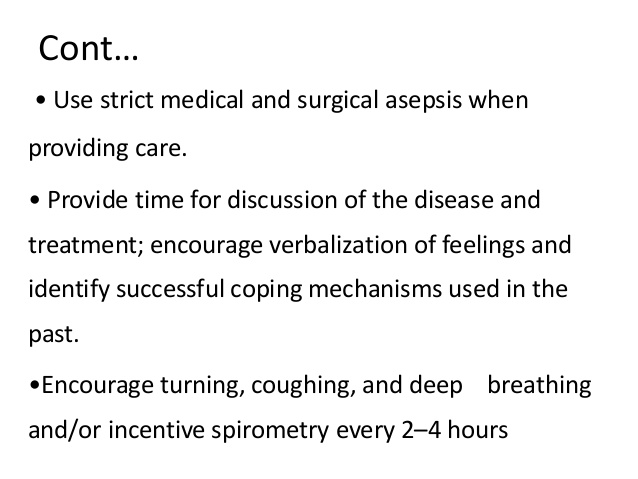 Cont…
• Use strict medical and surgical asepsis when
providing care.
• Provide time for discussion of the disease and
treatment; encourage verbalization of feelings and
identify successful coping mechanisms used in the
past.
•Encourage turning, coughing, and deep breathing
and/or incentive spirometry every 2–4 hours